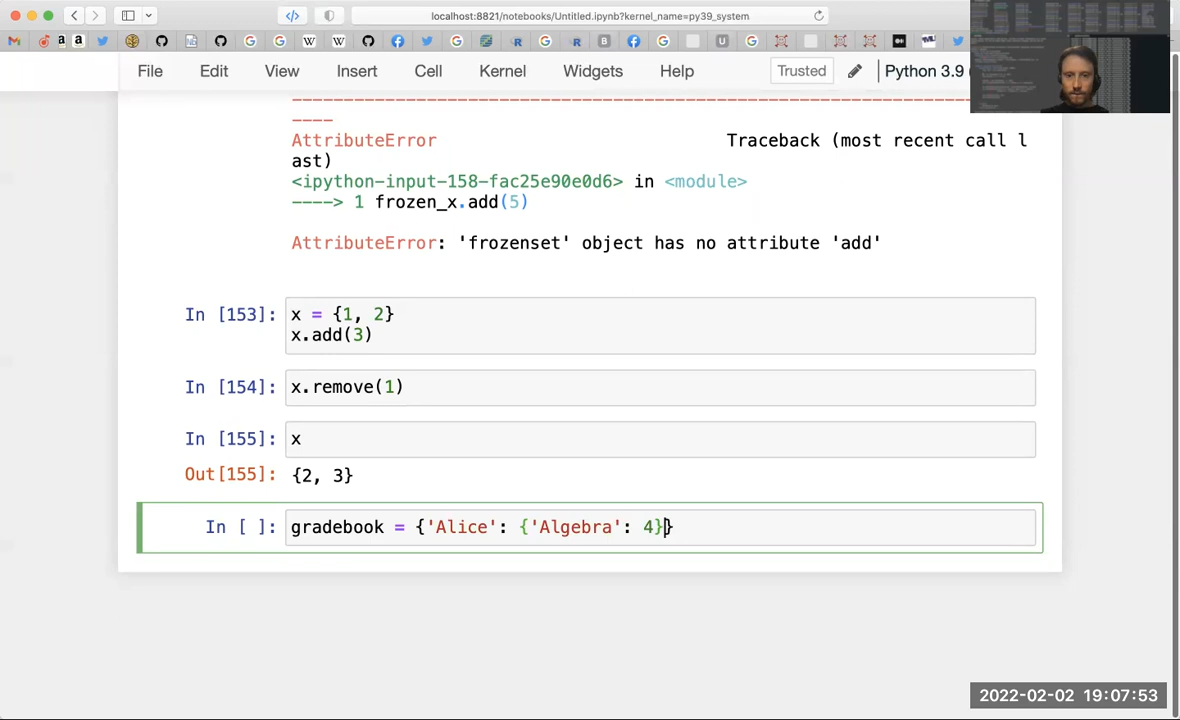 localhost:8821/notebooks/Untitled.ipynb?kernel_name=py39_system
File Edit View Insert Cell Kernel Widgets Help Trusted Python 3.9
AttributeError Traceback (most recent call l
ast)
<ipython-input-158-fac25e90e0d6> in <module>
----> 1 frozen_x.add(5)
AttributeError: 'frozenset' object has no attribute 'add'
In [153]: x = {1, 2}
x.add(3)
In [154]: x.remove(1)
In [155]: x
Out[155]: {2, 3}
In [ ]: gradebook = {'Alice': {'Algebra': 4}}
2022-02-02 19:07:53